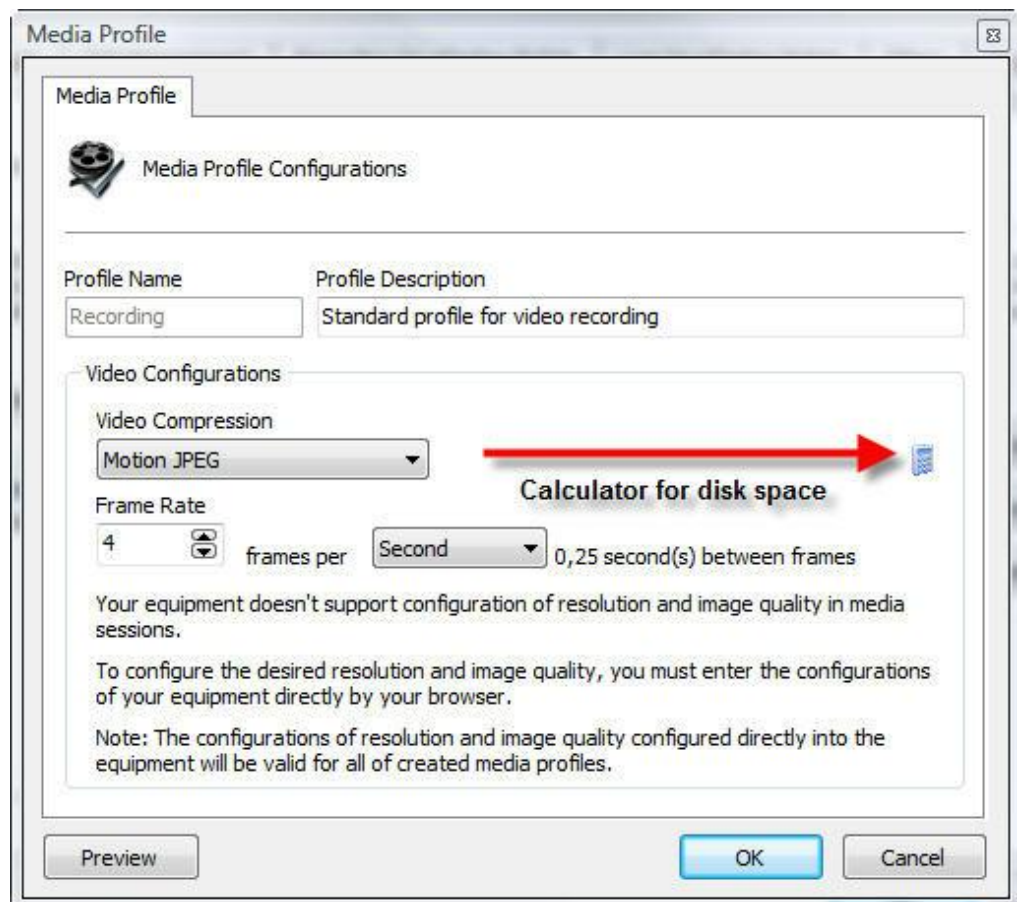 Media Profile
Media Profile
Media Profile Configurations
Profile Name
Profile Description
Recording
Standard profile for video recording
Video Configurations
Video Compression
Motion JPEG
Calculator for disk space
Frame Rate
4
frames per
Second
0,25 second(s) between frames
Your equipment doesn't support configuration of resolution and image quality in media
sessions.
To configure the desired resolution and image quality, you must enter the configurations
of your equipment directly by your browser.
Note: The configurations of resolution and image quality configured directly into the
equipment will be valid for all of created media profiles.
Preview
OK
Cancel